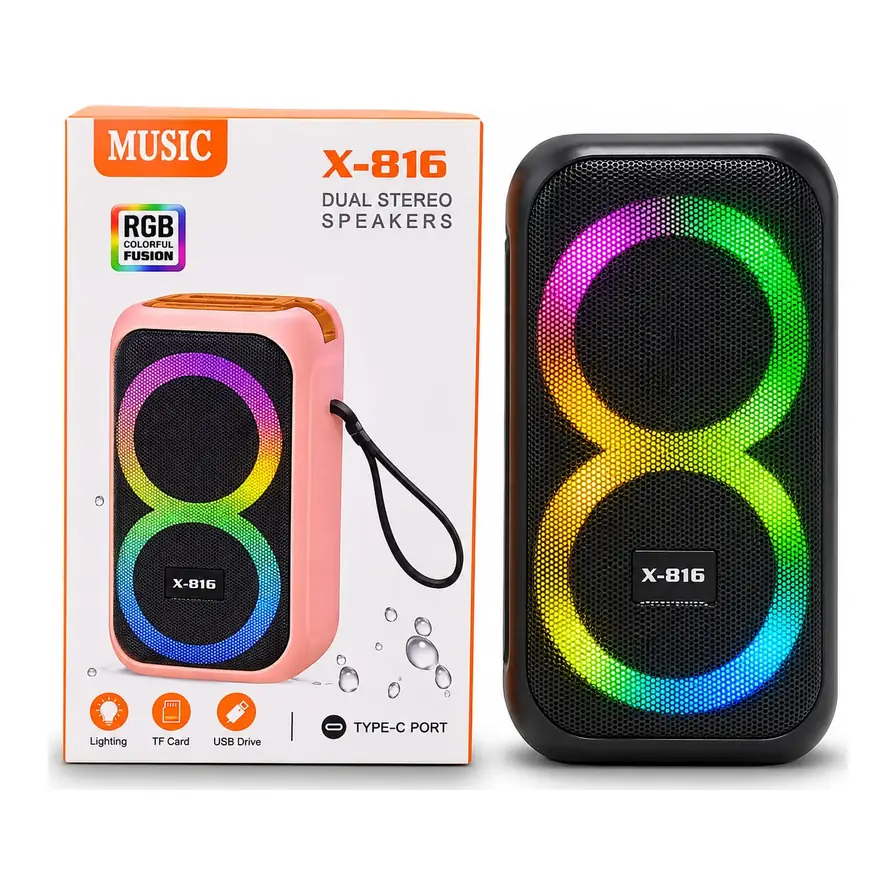 MUSIC
X-816
DUAL STEREO
SPEAKERS
RGB
COLORFUL
FUSION
X-816
Lighting
TF Card
USB Drive
TYPE-C PORT
X-816